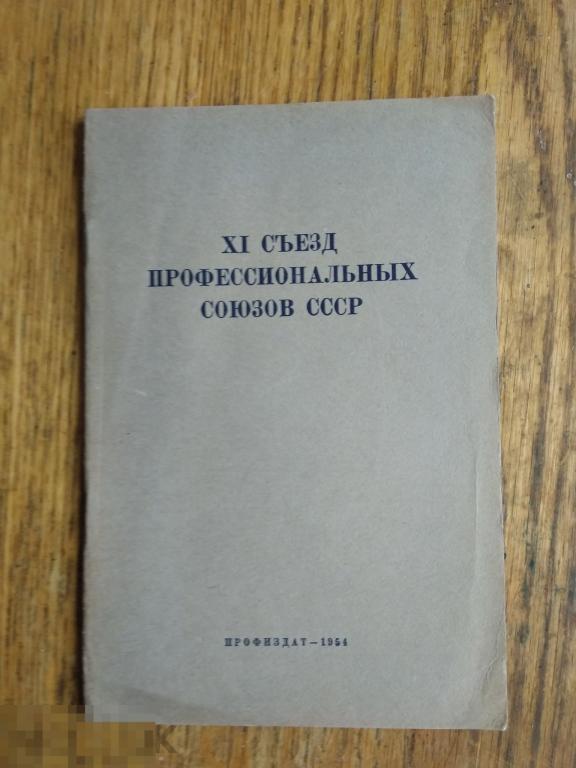 XI СЪЕЗД
ПРОФЕССИОНАЛЬНЫХ
СОЮЗОВ СССР
ПРОФИЗДАТ — 1954